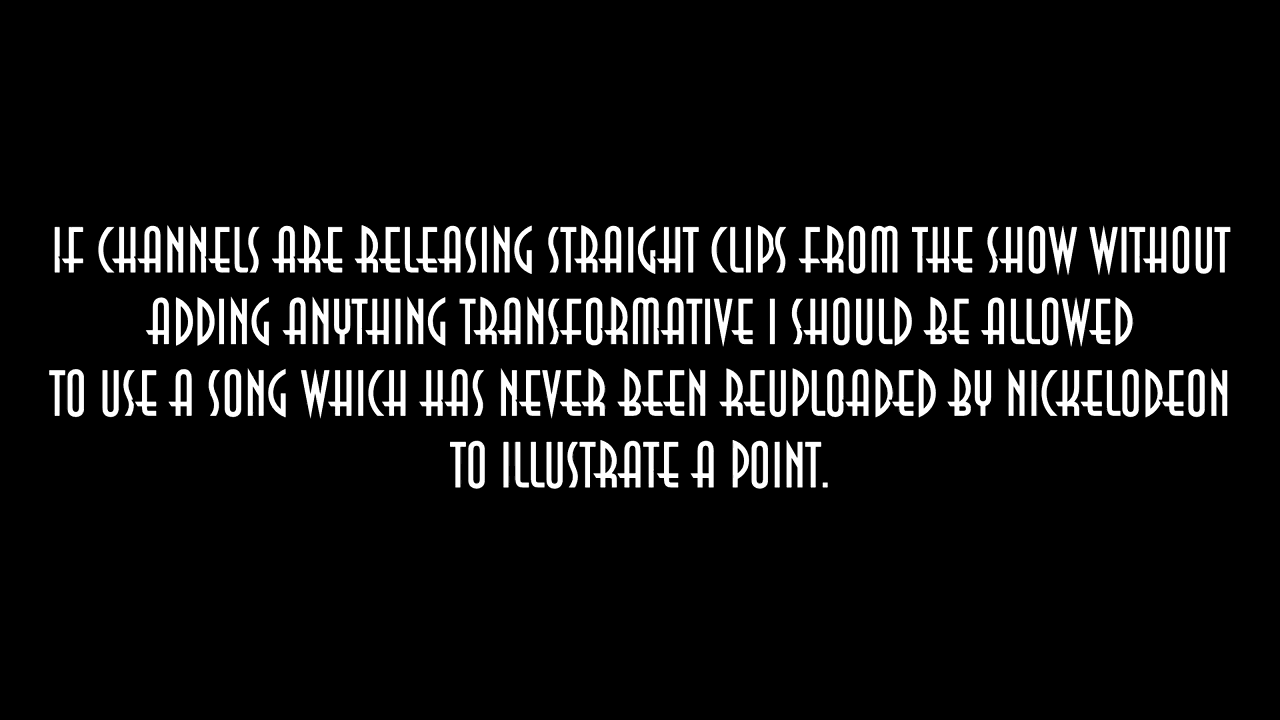 IF CHANNELS ARE RELEASING STRAIGHT CLIPS FROM THE SHOW WITHOUT
ADDING ANYTHING TRANSFORMATIVE I SHOULD BE ALLOWED
TO USE A SONG WHICH HAS NEVER BEEN REUPLOADED BY NICKELODEON
TO ILLUSTRATE A POINT.